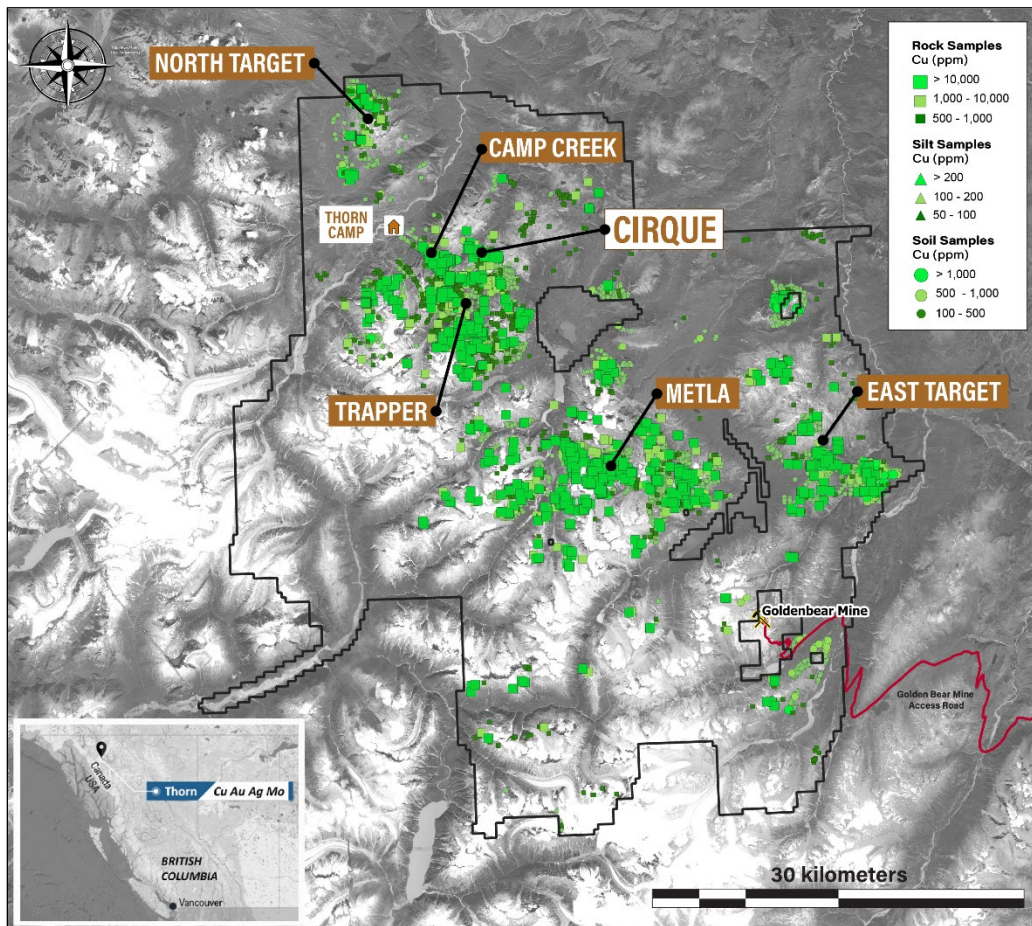 NORTH TARGET
CAMP CREEK
THORN
CAMP
CIRQUE
TRAPPER
METLA
EAST TARGET
Rock Samples
Cu (ppm)
> 10,000
1,000 - 10,000
500 - 1,000
Silt Samples
Cu (ppm)
> 200
100 - 200
50 - 100
Soil Samples
Cu (ppm)
> 1,000
500 - 1,000
100 - 500
Goldenbear Mine
Golden Bear Mine
Access Road
30 kilometers
Canada
USA
Thorn
Cu Au Ag Mo
BRITISH
COLUMBIA
Vancouver